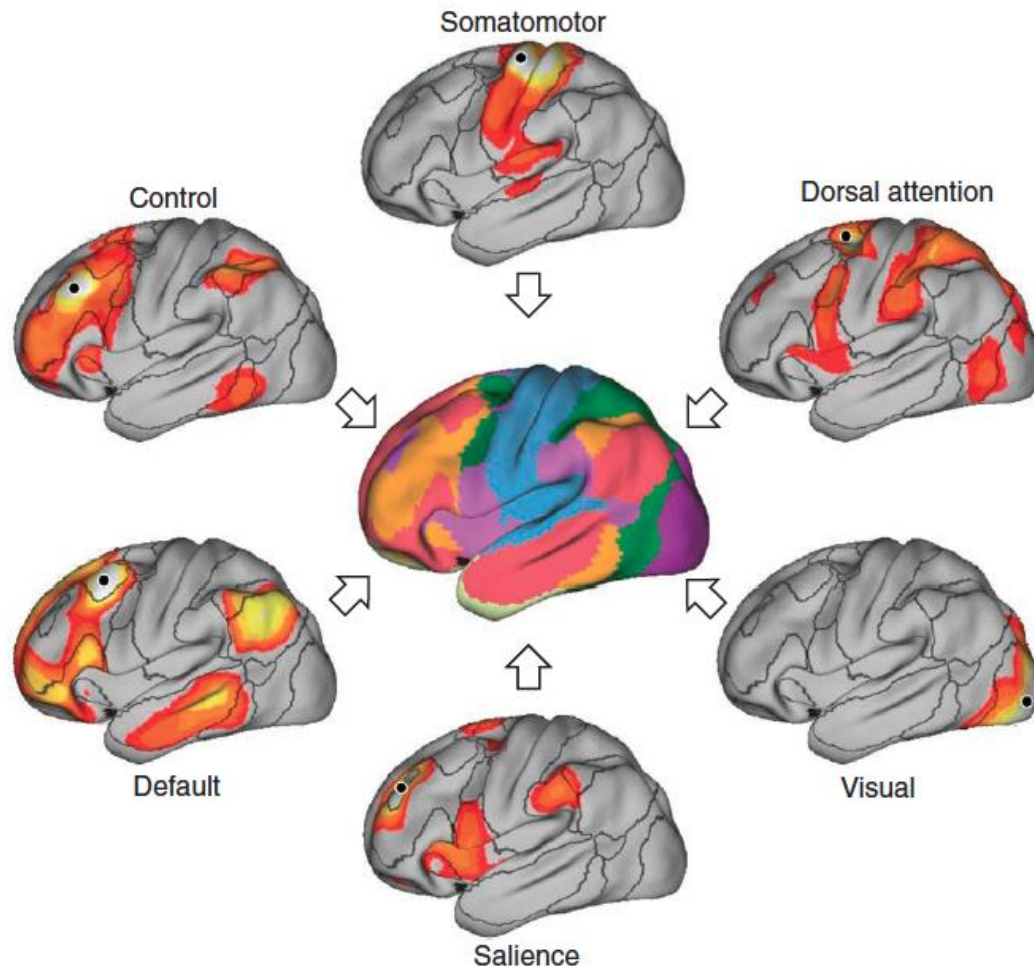 Somatomotor
Control
Dorsal attention
Default
Visual
Salience